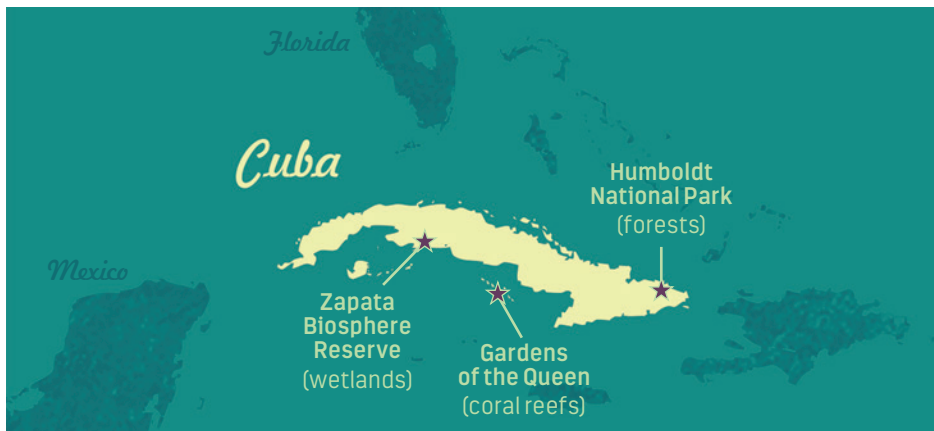 Florida
Cuba
Humboldt
National Park
(forests)
Mexico
Zapata
Biosphere
Reserve
(wetlands)
Gardens
of the Queen
(coral reefs)